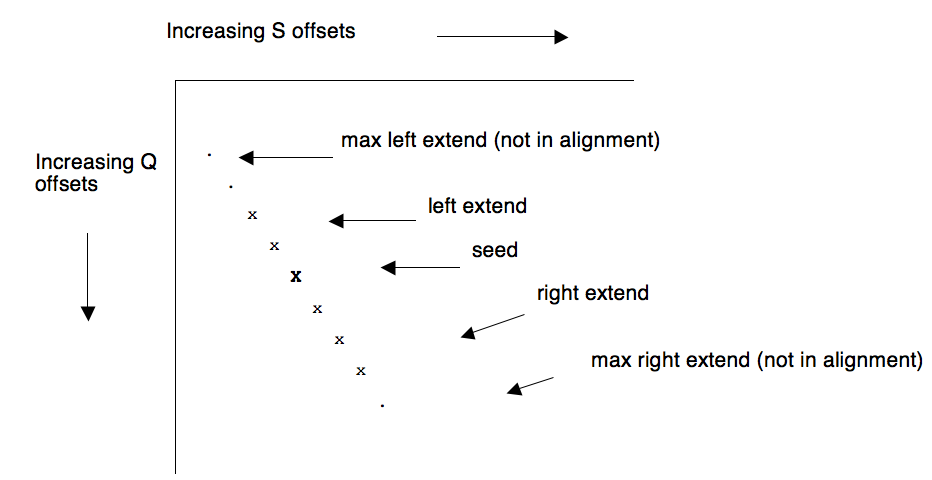 Increasing S offsets
max left extend (not in alignment)
Increasing Q
offsets
.
.
x
left extend
x
seed
x
right extend
x
x
x
max right extend (not in alignment)
.